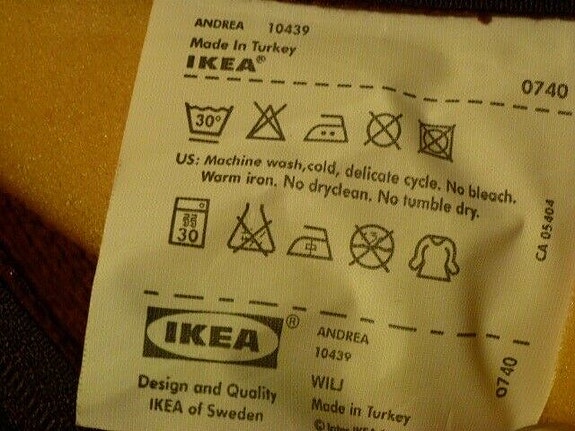 ANDREA 10439
Made In Turkey
IKEA®
0740
30°
US: Machine wash,cold, delicate cycle. No bleach.
Warm iron. No dryclean. No tumble dry.
30
CA 05404
IKEA®
Design and Quality
IKEA of Sweden
ANDREA
10439
WILJ
Made in Turkey
0740